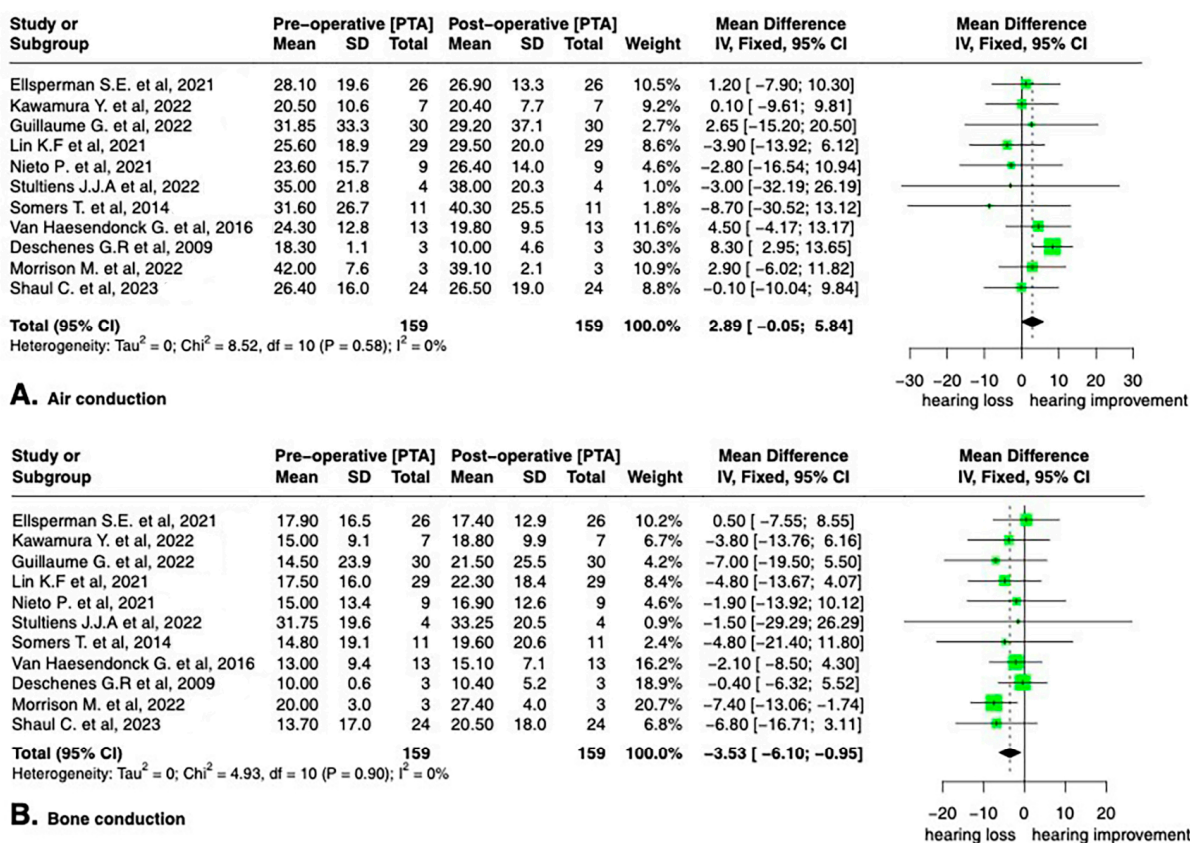 Study or Pre−operative [PTA] Post−operative [PTA] Mean Difference Mean Difference
Subgroup Mean SD Total Mean SD Total Weight IV, Fixed, 95% CI IV, Fixed, 95% CI
Ellsperman S.E. et al, 2021 28.10 19.6 26 26.90 13.3 26 10.5% 1.20 [ −7.90; 10.30]
Kawamura Y. et al, 2022 20.50 10.6 7 20.40 7.7 7 9.2% 0.10 [ −9.61; 9.81]
Guillaume G. et al, 2022 31.85 33.3 30 29.20 37.1 30 2.7% 2.65 [−15.20; 20.50]
Lin K.F et al, 2021 25.60 18.9 29 29.50 20.0 29 8.6% −3.90 [−13.92; 6.12]
Nieto P. et al, 2021 23.60 15.7 9 26.40 14.0 9 4.6% −2.80 [−16.54; 10.94]
Stultiens J.J.A et al, 2022 35.00 21.8 4 38.00 20.3 4 1.0% −3.00 [−32.19; 26.19]
Somers T. et al, 2014 31.60 26.7 11 40.30 25.5 11 1.8% −8.70 [−30.52; 13.12]
Van Haesendonck G. et al, 2016 24.30 12.8 13 19.80 9.5 13 11.6% 4.50 [ −4.17; 13.17]
Deschenes G.R et al, 2009 18.30 1.1 3 10.00 4.6 3 30.3% 8.30 [ 2.95; 13.65]
Morrison M. et al, 2022 42.00 7.6 3 39.10 2.1 3 10.9% 2.90 [ −6.02; 11.82]
Shaul C. et al, 2023 26.40 16.0 24 26.50 19.0 24 8.8% −0.10 [−10.04; 9.84]
Total (95% CI) 159 159 100.0% 2.89 [ −0.05; 5.84]
Heterogeneity: Tau² = 0; Chi² = 8.52, df = 10 (P = 0.58); I² = 0%
−30 −20 −10 0 10 20 30
hearing loss hearing improvement
A. Air conduction
Study or Pre−operative [PTA] Post−operative [PTA] Mean Difference Mean Difference
Subgroup Mean SD Total Mean SD Total Weight IV, Fixed, 95% CI IV, Fixed, 95% CI
Ellsperman S.E. et al, 2021 17.90 16.5 26 17.40 12.9 26 10.2% 0.50 [ −7.55; 8.55]
Kawamura Y. et al, 2022 15.00 9.1 7 18.80 9.9 7 6.7% −3.80 [−13.76; 6.16]
Guillaume G. et al, 2022 14.50 23.9 30 21.50 25.5 30 4.2% −7.00 [−19.50; 5.50]
Lin K.F et al, 2021 17.50 16.0 29 22.30 18.4 29 8.4% −4.80 [−13.67; 4.07]
Nieto P. et al, 2021 15.00 13.4 9 16.90 12.6 9 4.6% −1.90 [−13.92; 10.12]
Stultiens J.J.A et al, 2022 31.75 19.6 4 33.25 20.5 4 0.9% −1.50 [−29.29; 26.29]
Somers T. et al, 2014 14.80 19.1 11 19.60 20.6 11 2.4% −4.80 [−21.40; 11.80]
Van Haesendonck G. et al, 2016 13.00 9.4 13 15.10 7.1 13 16.2% −2.10 [ −8.50; 4.30]
Deschenes G.R et al, 2009 10.00 0.6 3 10.40 5.2 3 18.9% −0.40 [ −6.32; 5.52]
Morrison M. et al, 2022 20.00 3.0 3 27.40 4.0 3 20.7% −7.40 [−13.06; −1.74]
Shaul C. et al, 2023 13.70 17.0 24 20.50 18.0 24 6.8% −6.80 [−16.71; 3.11]
Total (95% CI) 159 159 100.0% −3.53 [ −6.10; −0.95]
Heterogeneity: Tau² = 0; Chi² = 4.93, df = 10 (P = 0.90); I² = 0%
−20 −10 0 10 20
hearing loss hearing improvement
B. Bone conduction